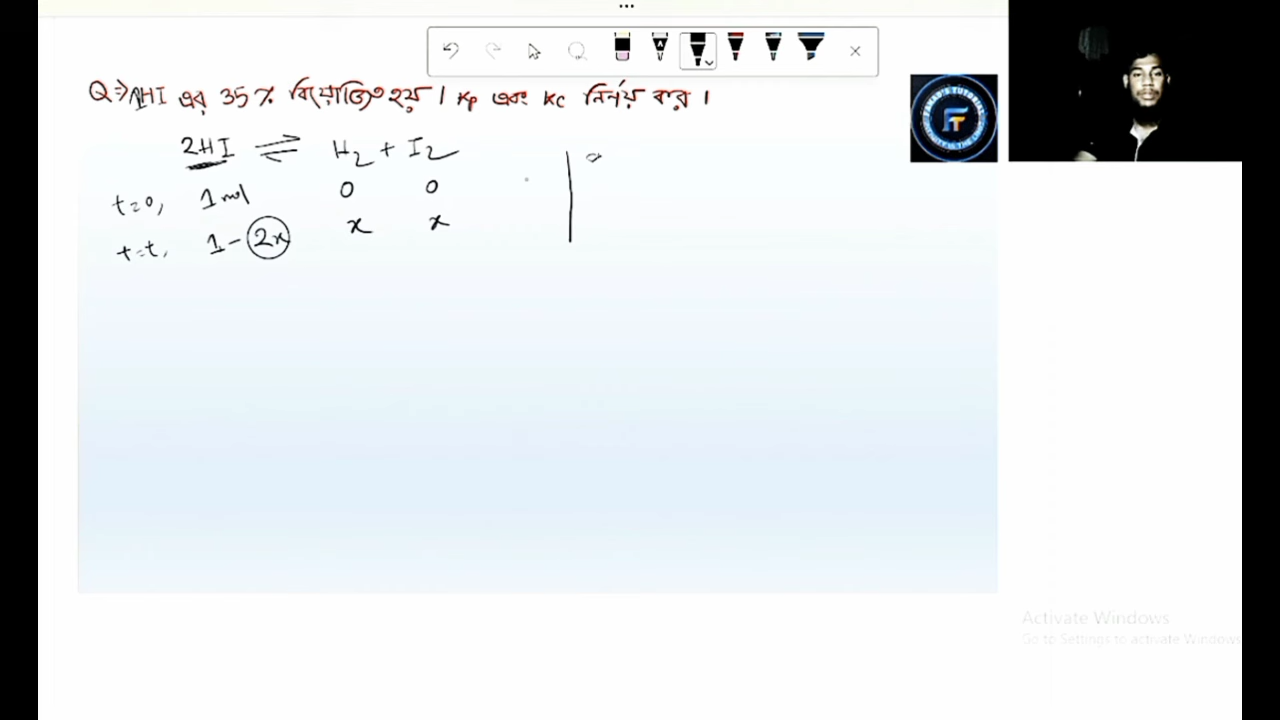 Q⇒ HI এর 35% বিয়োজিত হয় । Kp এবং Kc নির্ণয় কর ।
2HI ⇌ H2 + I2
t=0, 1 mol 0 0
t=t, 1-2x x x
Activate Windows
Go to Settings to activate Windows